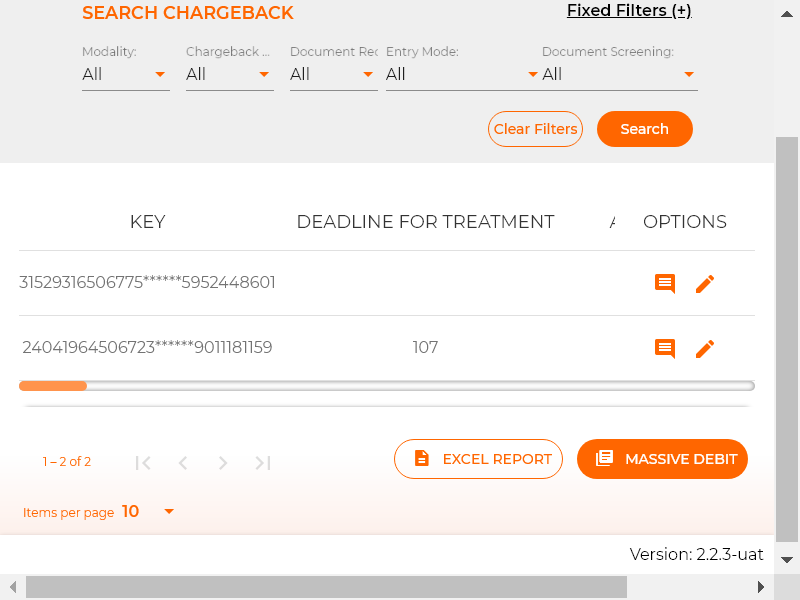 SEARCH CHARGEBACK
Fixed Filters (+)
Modality:
Chargeback ...
Document Rec
Entry Mode:
Document Screening:
All
All
All
All
All
Clear Filters
Search
KEY
DEADLINE FOR TREATMENT
OPTIONS
31529316506775******5952448601
24041964506723******9011181159
107
1 – 2 of 2
EXCEL REPORT
MASSIVE DEBIT
Items per page
10
Version: 2.2.3-uat